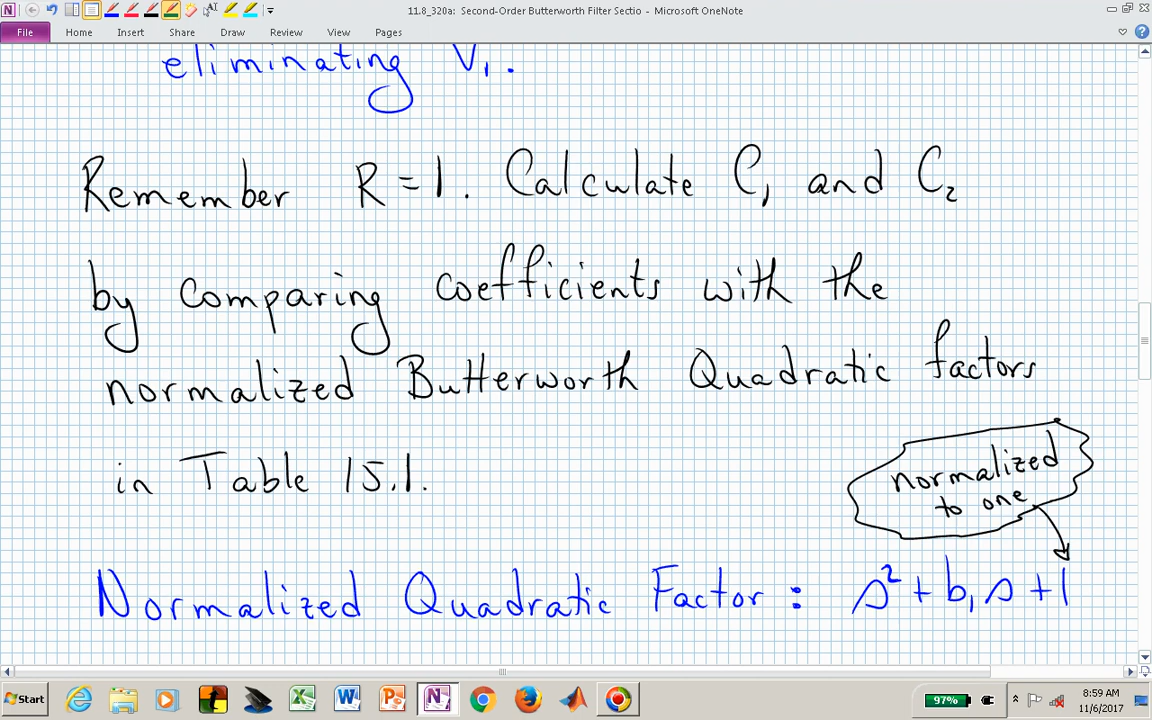 11.8_320a: Second-Order Butterworth Filter Sectio - Microsoft OneNote
File Home Insert Share Draw Review View Pages
eliminating V₁.
Remember R = 1. Calculate C₁ and C₂
by comparing coefficients with the
normalized Butterworth Quadratic factors
in Table 15.1.
normalized
to one
Normalized Quadratic Factor: s² + b₁s + 1
Start
97%
8:59 AM
11/6/2017